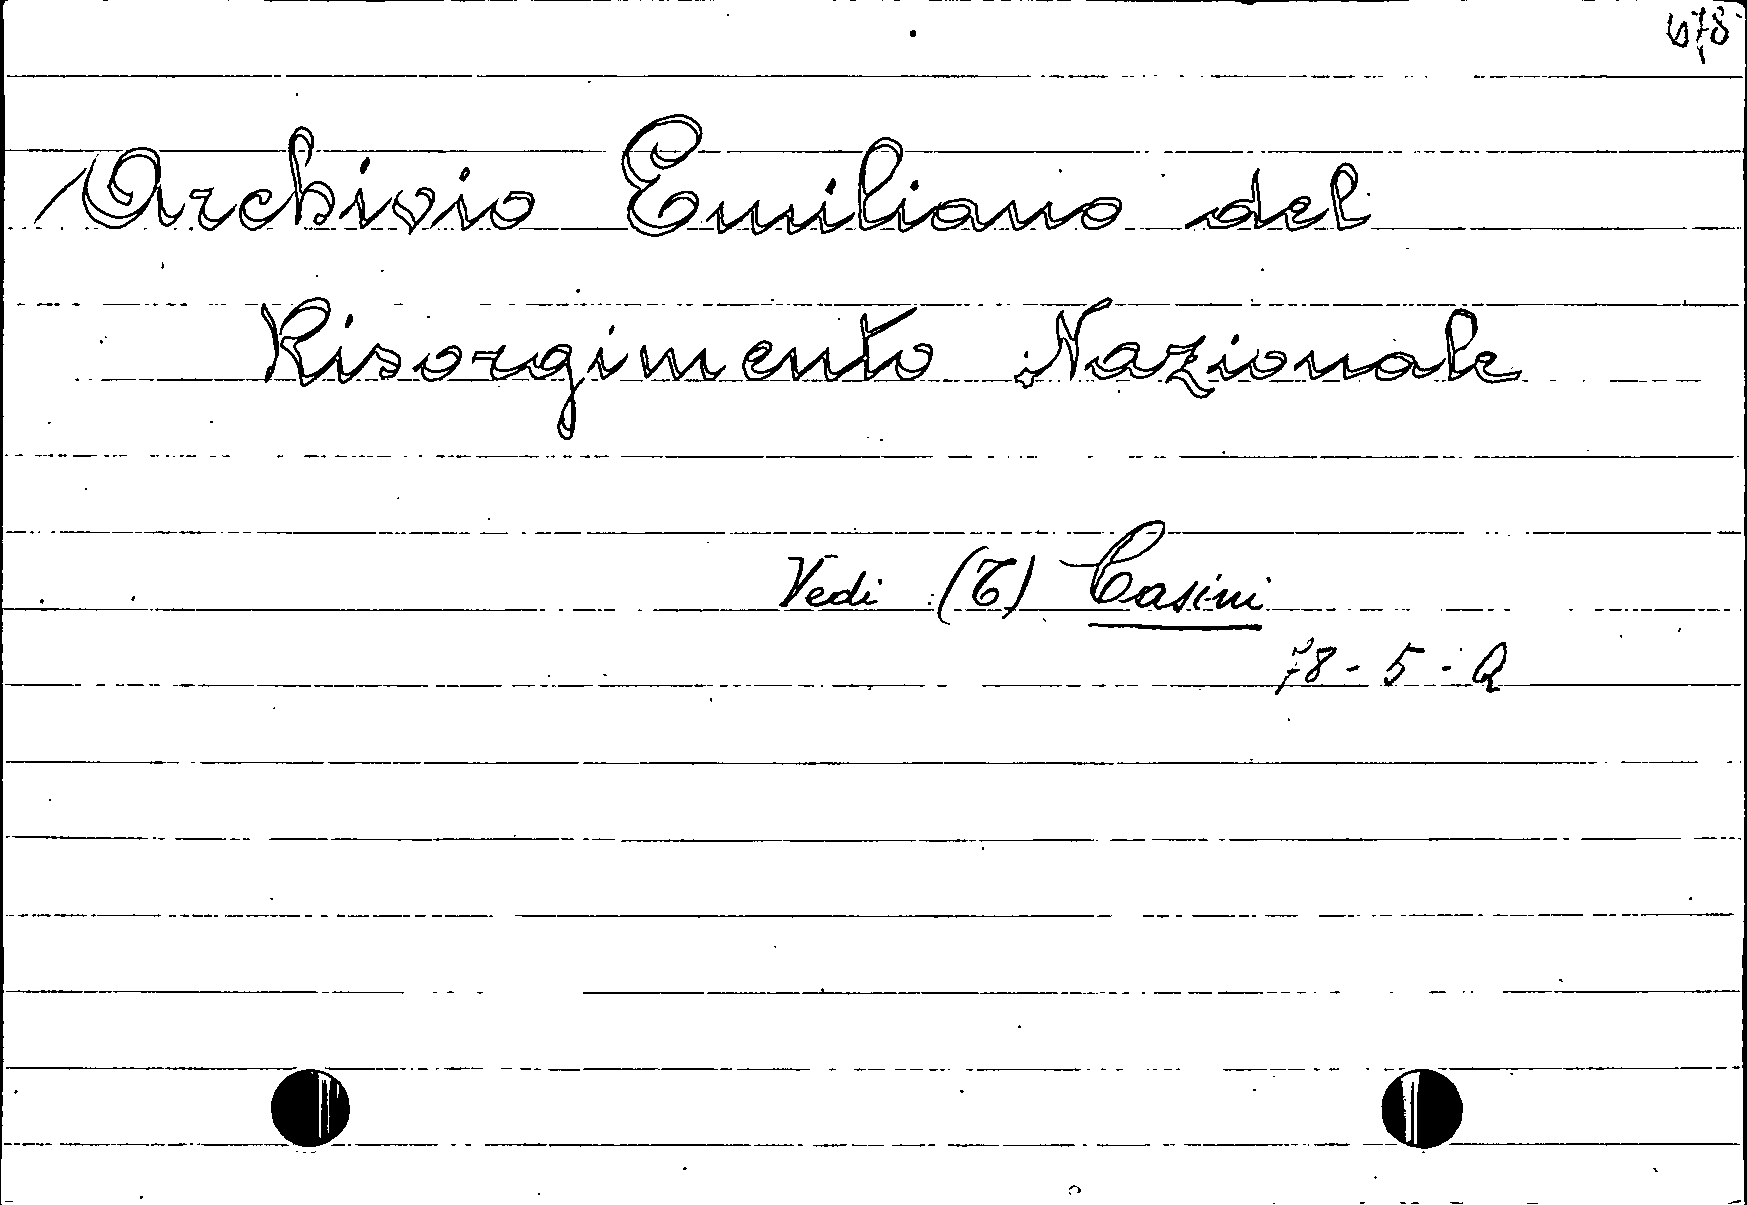 678
Archivio Emiliano del
Risorgimento Nazionale
Vedi (T) Casini
78-5-Q